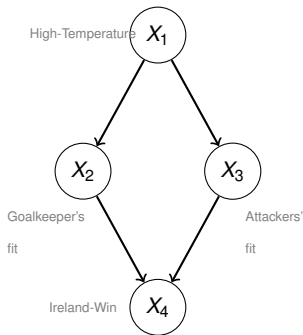 High-Temperature
X1
X2
X3
Goalkeeper's
fit
Attackers'
fit
Ireland-Win
X4